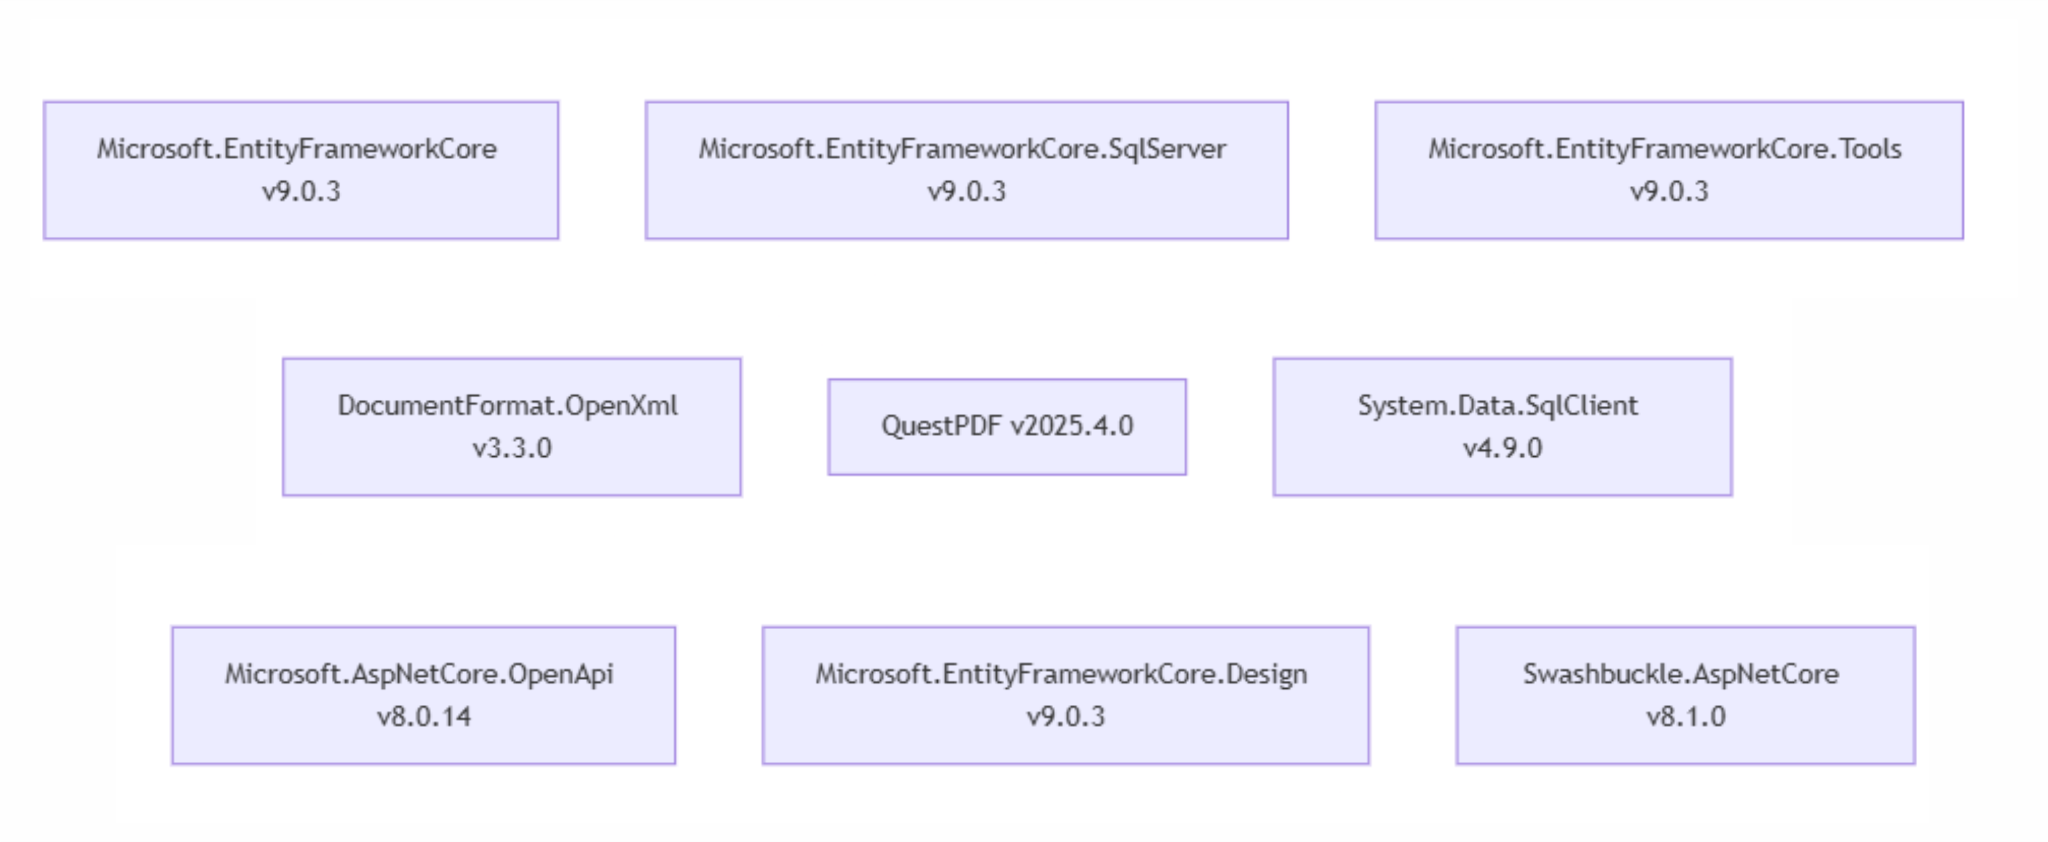 Microsoft.EntityFrameworkCore
v9.0.3
Microsoft.EntityFrameworkCore.SqlServer
v9.0.3
Microsoft.EntityFrameworkCore.Tools
v9.0.3
DocumentFormat.OpenXml
v3.3.0
QuestPDF v2025.4.0
System.Data.SqlClient
v4.9.0
Microsoft.AspNetCore.OpenApi
v8.0.14
Microsoft.EntityFrameworkCore.Design
v9.0.3
Swashbuckle.AspNetCore
v8.1.0